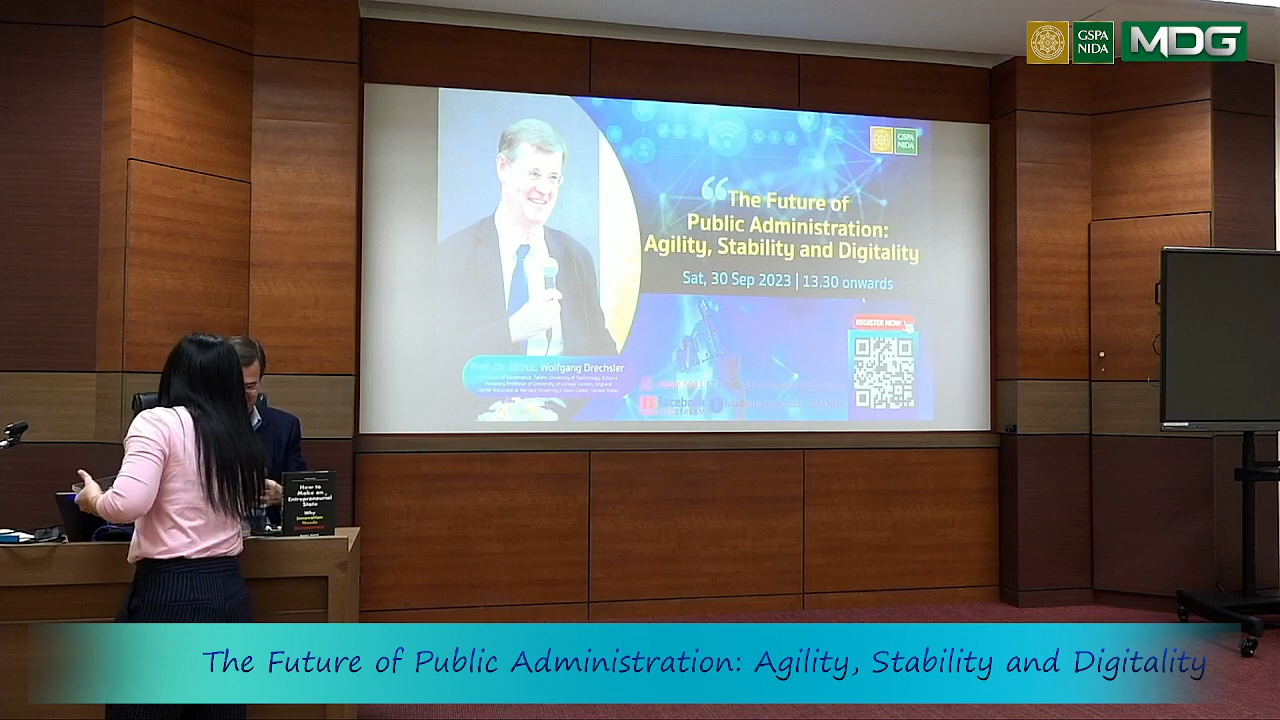 GSPA
NIDA
MDG
GSPA
NIDA
“The Future of
Public Administration:
Agility, Stability and Digitality
Sat, 30 Sep 2023 | 13.30 onwards
REGISTER NOW
Wolfgang Drechsler
facebook
How to
Make an
Entrepreneurial
State
Why
Innovation
Needs
Bureaucracy
The Future of Public Administration: Agility, Stability and Digitality